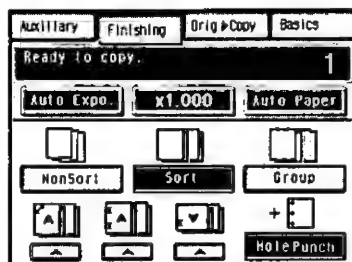 Auxiliary Finishing Orig▶Copy Basics
Ready to copy. 1
Auto Expo. x1.000 Auto Paper
NonSort Sort Group
HolePunch